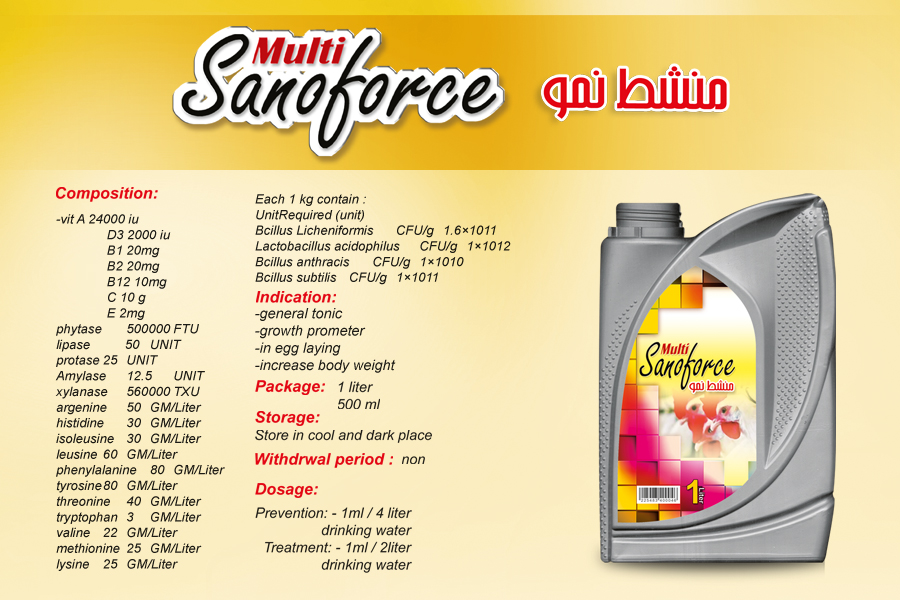 Multi
Sanoforce
منشط نمو
Composition:
-vit A 24000 iu
D3 2000 iu
B1 20mg
B2 20mg
B12 10mg
C 10 g
E 2mg
phytase 500000 FTU
lipase 50 UNIT
protase 25 UNIT
Amylase 12.5 UNIT
xylanase 560000 TXU
argenine 50 GM/Liter
histidine 30 GM/Liter
isoleusine 30 GM/Liter
leusine 60 GM/Liter
phenylalanine 80 GM/Liter
tyrosine 80 GM/Liter
threonine 40 GM/Liter
tryptophan 3 GM/Liter
valine 22 GM/Liter
methionine 25 GM/Liter
lysine 25 GM/Liter
Each 1 kg contain :
UnitRequired (unit)
Bcillus Licheniformis CFU/g 1.6×1011
Lactobacillus acidophilus CFU/g 1×1012
Bcillus anthracis CFU/g 1×1010
Bcillus subtilis CFU/g 1×1011
Indication:
-general tonic
-growth prometer
-in egg laying
-increase body weight
Package: 1 liter
500 ml
Storage:
Store in cool and dark place
Withdrwal period : non
Dosage:
Prevention: - 1ml / 4 liter
drinking water
Treatment: - 1ml / 2liter
drinking water
Multi
Sanoforce
منشط نمو
1 Liter